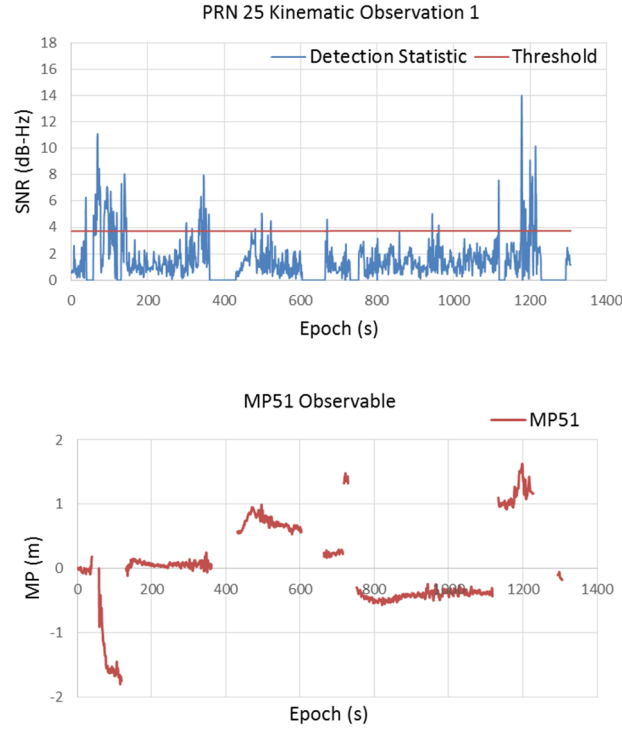 PRN 25 Kinematic Observation 1
Detection Statistic Threshold
SNR (dB-Hz)
18
16
14
12
10
8
6
4
2
0
0 200 400 600 800 1000 1200 1400
Epoch (s)
MP51 Observable
MP51
MP (m)
2
1
0
-1
-2
0 200 400 600 800 1000 1200 1400
Epoch (s)